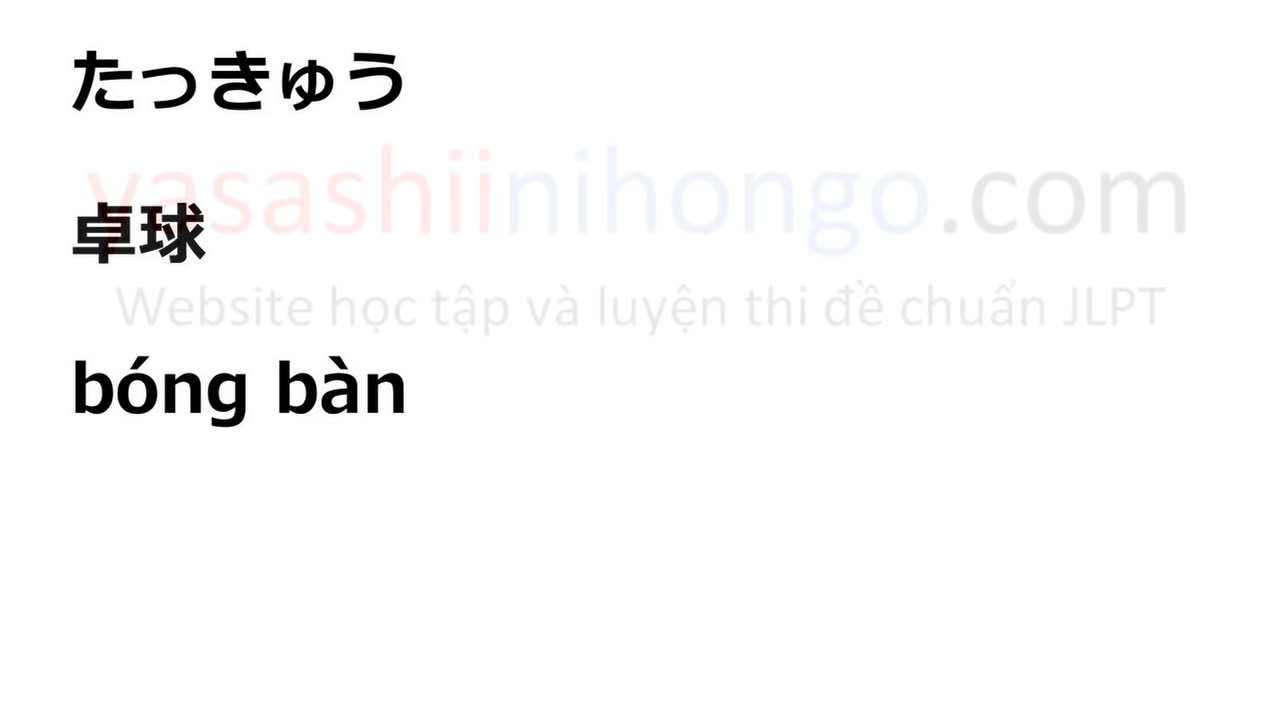 たっきゅう
yasashiinihongo.com
卓球
Website học tập và luyện thi đề chuẩn JLPT
bóng bàn